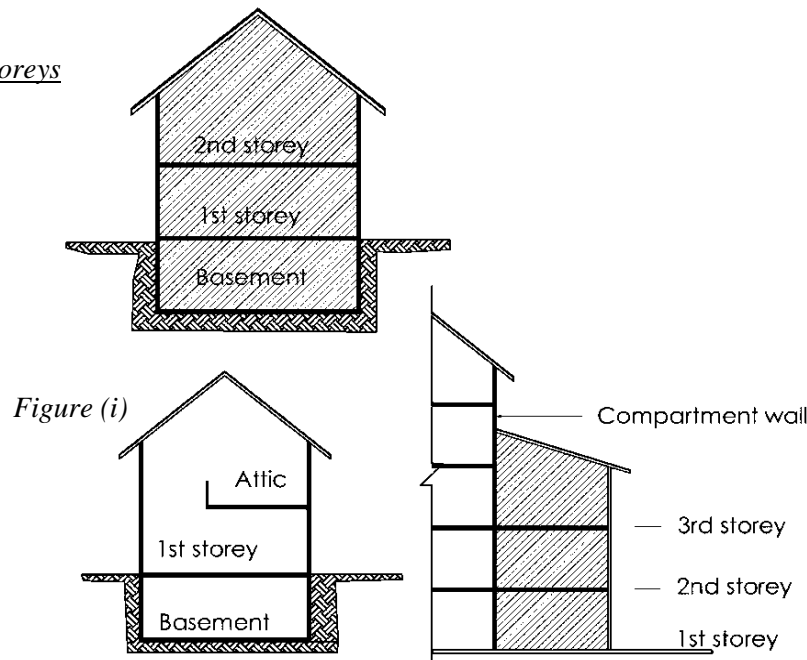 oreys
2nd storey
1st storey
Basement
Figure (i)
Attic
1st storey
Basement
Compartment wall
3rd storey
2nd storey
1st storey